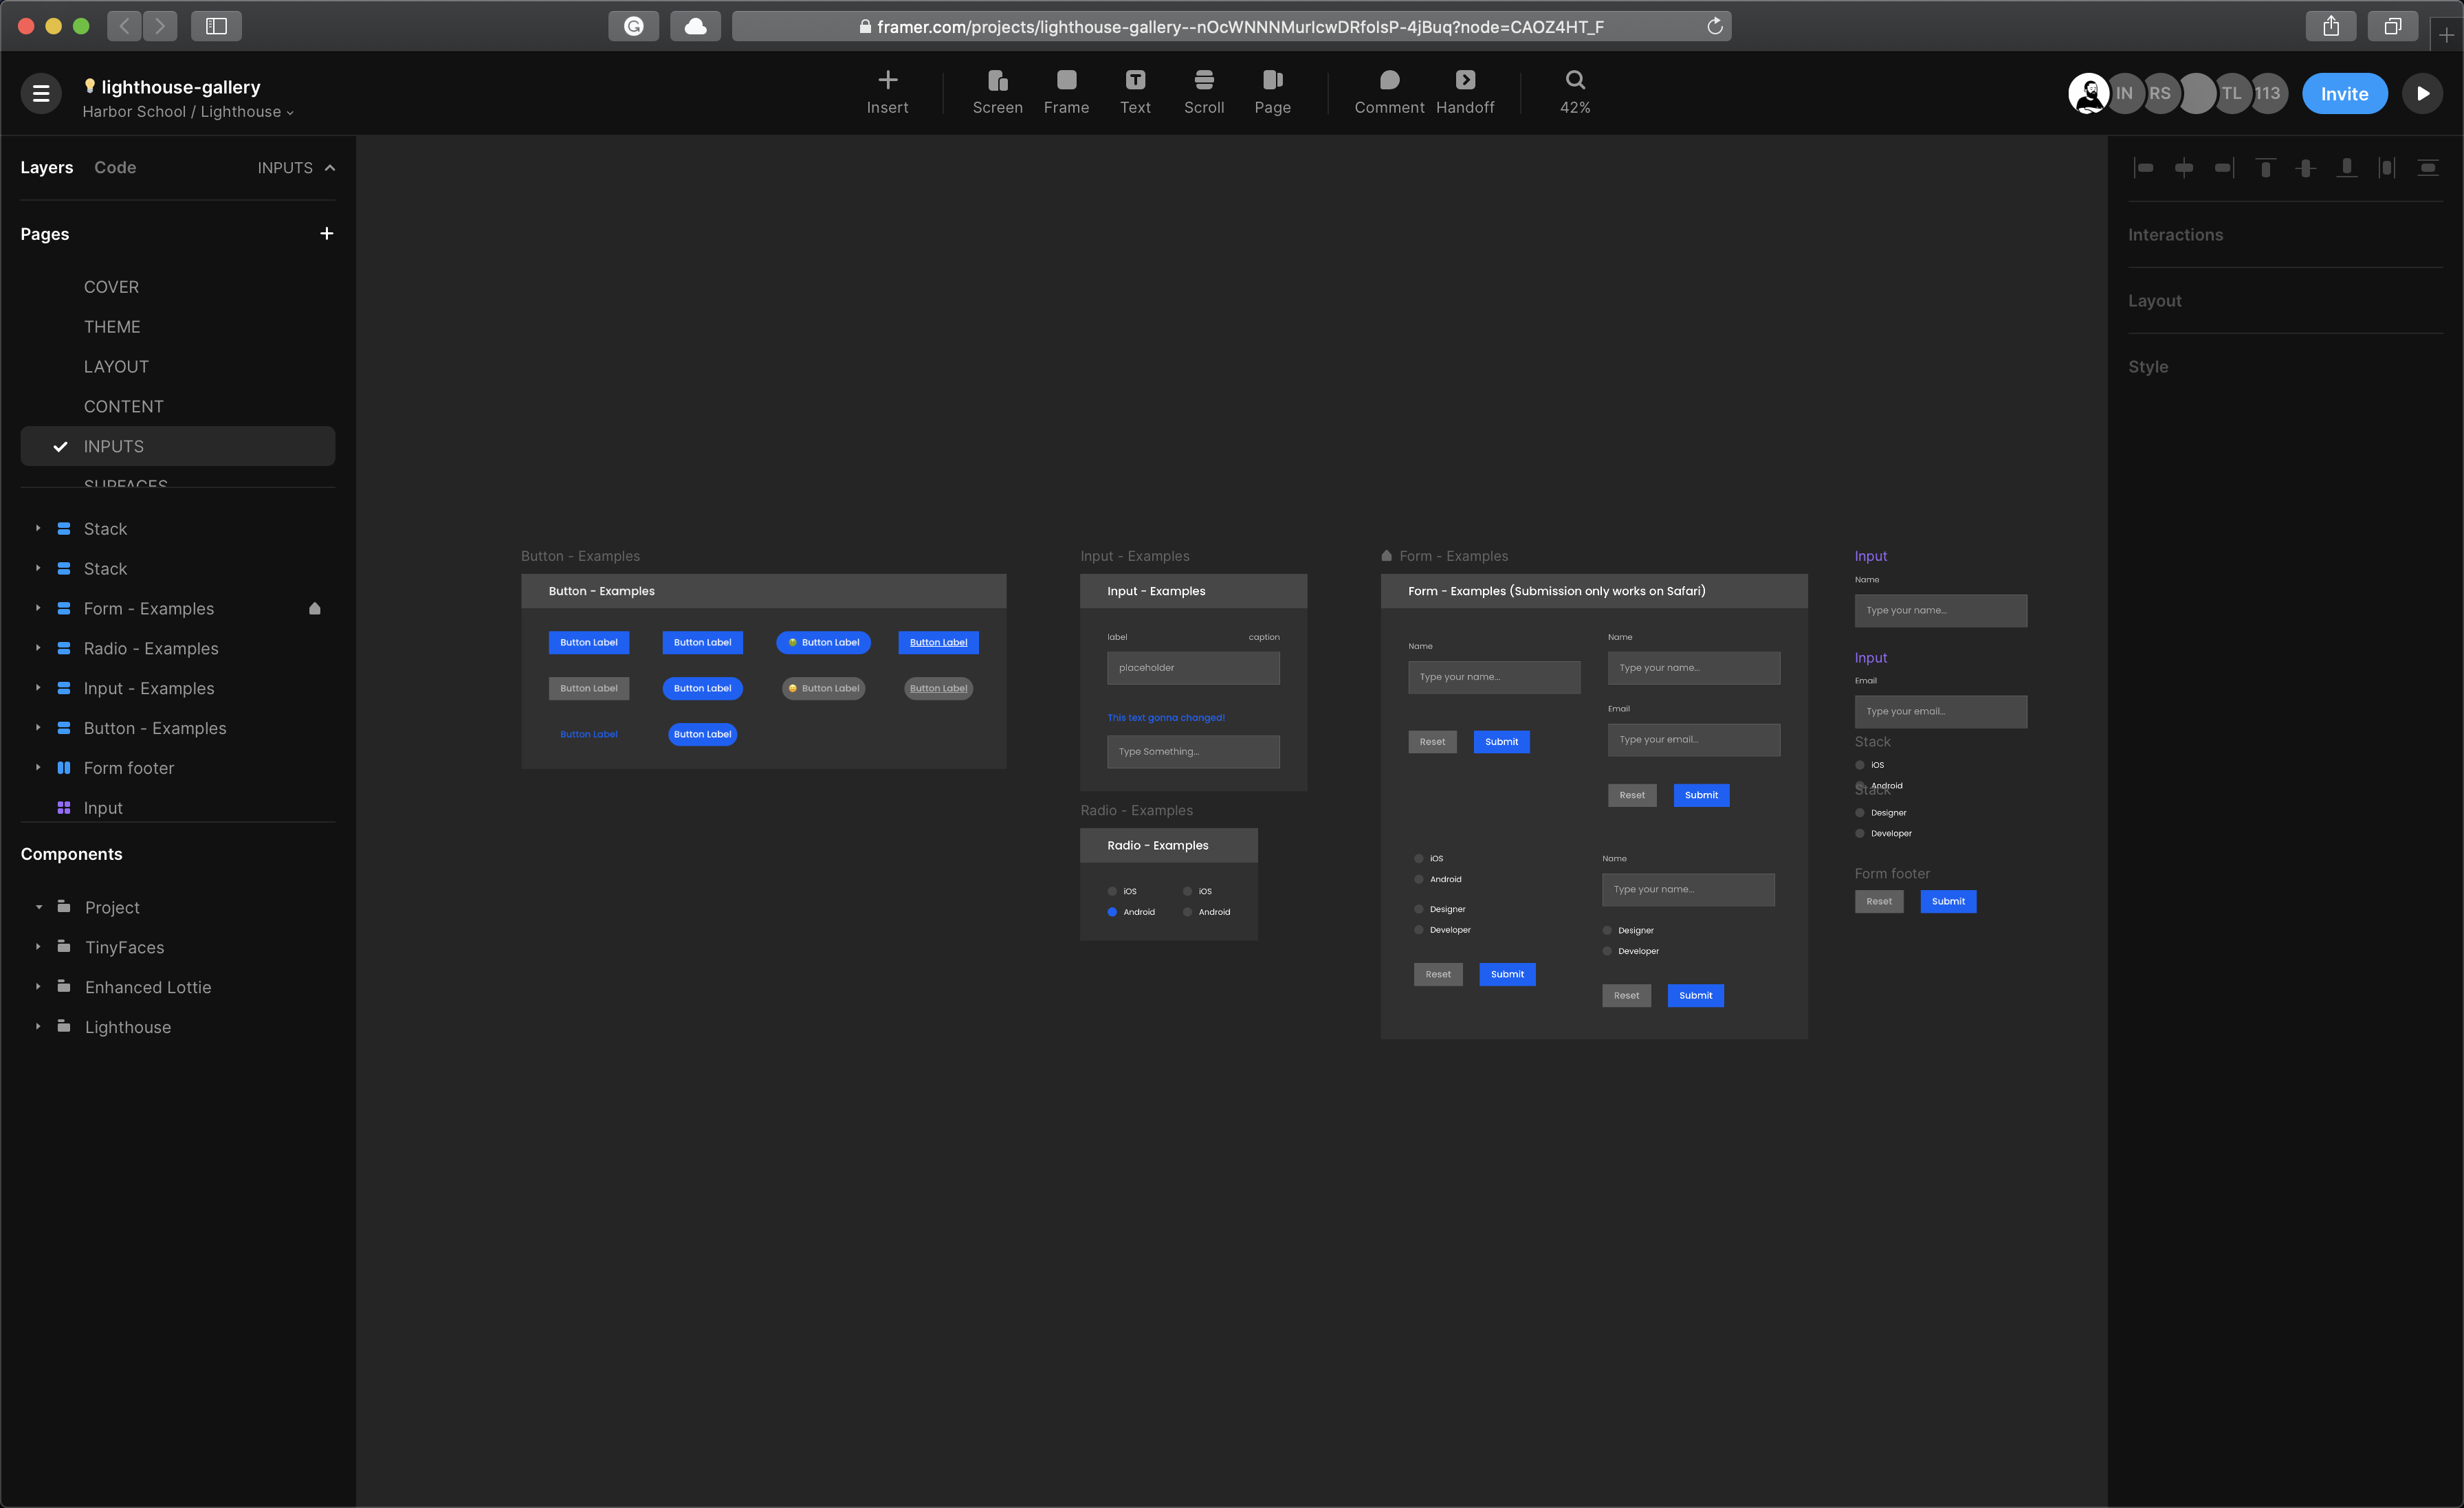 framer.com/projects/lighthouse-gallery--nOcWNNNMurIcwDRfoIsP-4jBuq?node=CAOZ4HT_F
lighthouse-gallery
Harbor School / Lighthouse
Insert
Screen
Frame
Text
Scroll
Page
Comment
Handoff
42%
IN
RS
TL
113
Invite
Layers
Code
INPUTS
Pages
COVER
THEME
LAYOUT
CONTENT
INPUTS
SURFACES
Stack
Stack
Form - Examples
Radio - Examples
Input - Examples
Button - Examples
Form footer
Input
Components
Project
TinyFaces
Enhanced Lottie
Lighthouse
Button - Examples
Button - Examples
Button Label
Button Label
Button Label
Button Label
Button Label
Button Label
Button Label
Button Label
Button Label
Button Label
Input - Examples
Input - Examples
label
caption
placeholder
This text gonna changed!
Type Something...
Radio - Examples
Radio - Examples
iOS
iOS
Android
Android
Form - Examples
Form - Examples (Submission only works on Safari)
Name
Type your name...
Reset
Submit
Name
Type your name...
Email
Type your email...
Reset
Submit
iOS
Android
Designer
Developer
Reset
Submit
Name
Type your name...
Designer
Developer
Reset
Submit
Input
Name
Type your name...
Input
Email
Type your email...
Stack
iOS
Android
Stack
Designer
Developer
Form footer
Reset
Submit
Interactions
Layout
Style